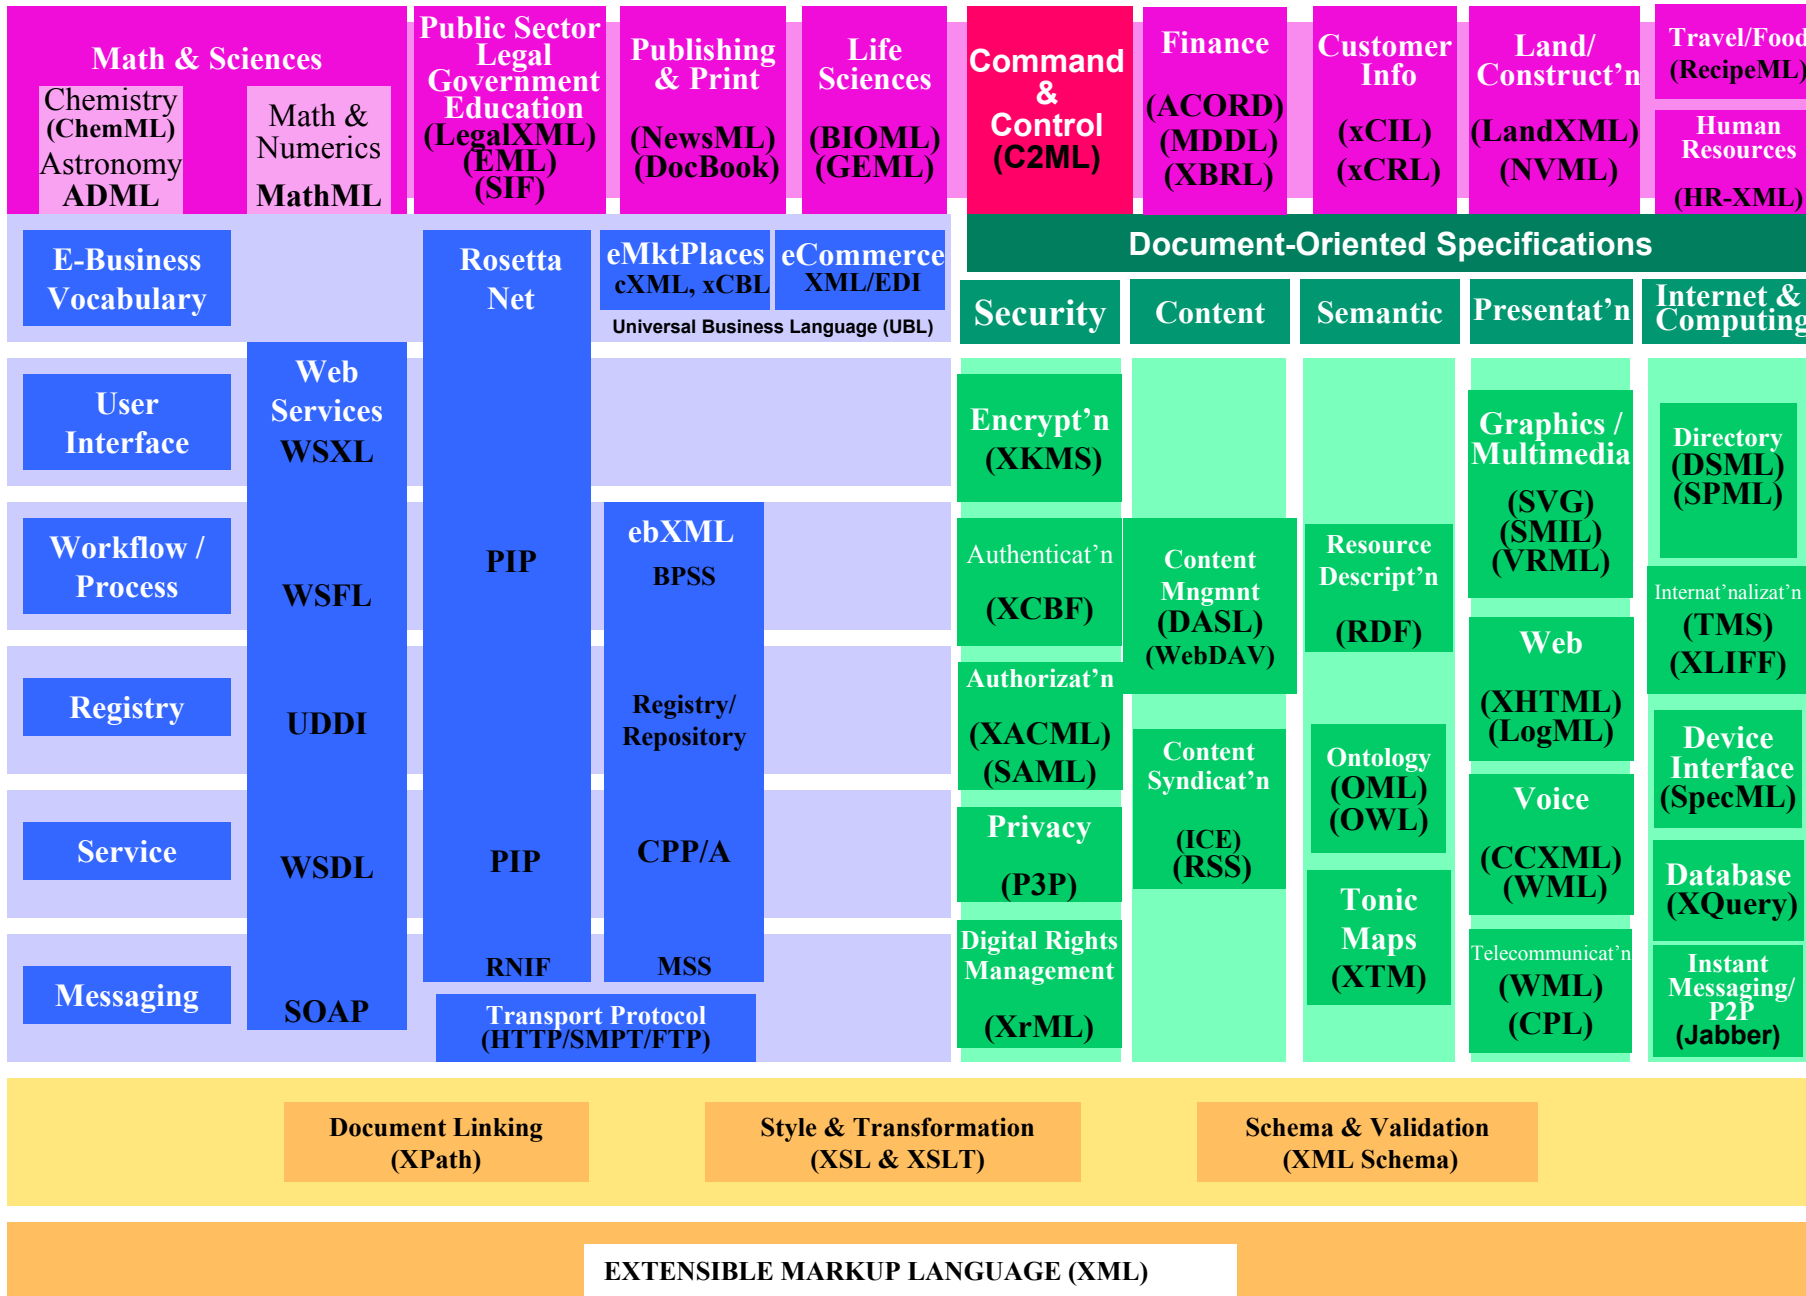 Math & Sciences
Chemistry
(ChemML)
Astronomy
ADML
Math &
Numerics
MathML
Public Sector
Legal
Government
Education
(LegalXML)
(EML)
(SIF)
Publishing
& Print
(NewsML)
(DocBook)
Life
Sciences
(BIOML)
(GEML)
Command
&
Control
(C2ML)
Finance
(ACORD)
(MDDL)
(XBRL)
Customer
Info
(xCIL)
(xCRL)
Land/
Construct’n
(LandXML)
(NVML)
Travel/Food
(RecipeML)
Human
Resources
(HR-XML)
E-Business
Vocabulary
User
Interface
Workflow /
Process
Registry
Service
Messaging
Web
Services
WSXL
WSFL
UDDI
WSDL
SOAP
Rosetta
Net
PIP
PIP
RNIF
eMktPlaces
cXML, xCBL
eCommerce
XML/EDI
Universal Business Language (UBL)
ebXML
BPSS
Registry/
Repository
CPP/A
MSS
Transport Protocol
(HTTP/SMPT/FTP)
Document-Oriented Specifications
Security
Encrypt’n
(XKMS)
Authenticat’n
(XCBF)
Authorizat’n
(XACML)
(SAML)
Privacy
(P3P)
Digital Rights
Management
(XrML)
Content
Content
Mngmnt
(DASL)
(WebDAV)
Content
Syndicat’n
(ICE)
(RSS)
Semantic
Resource
Descript’n
(RDF)
Ontology
(OML)
(OWL)
Tonic
Maps
(XTM)
Presentat’n
Graphics /
Multimedia
(SVG)
(SMIL)
(VRML)
Web
(XHTML)
(LogML)
Voice
(CCXML)
(WML)
Telecommunicat’n
(WML)
(CPL)
Internet &
Computing
Directory
(DSML)
(SPML)
Internat’nalizat’n
(TMS)
(XLIFF)
Device
Interface
(SpecML)
Database
(XQuery)
Instant
Messaging/
P2P
(Jabber)
Document Linking
(XPath)
Style & Transformation
(XSL & XSLT)
Schema & Validation
(XML Schema)
EXTENSIBLE MARKUP LANGUAGE (XML)